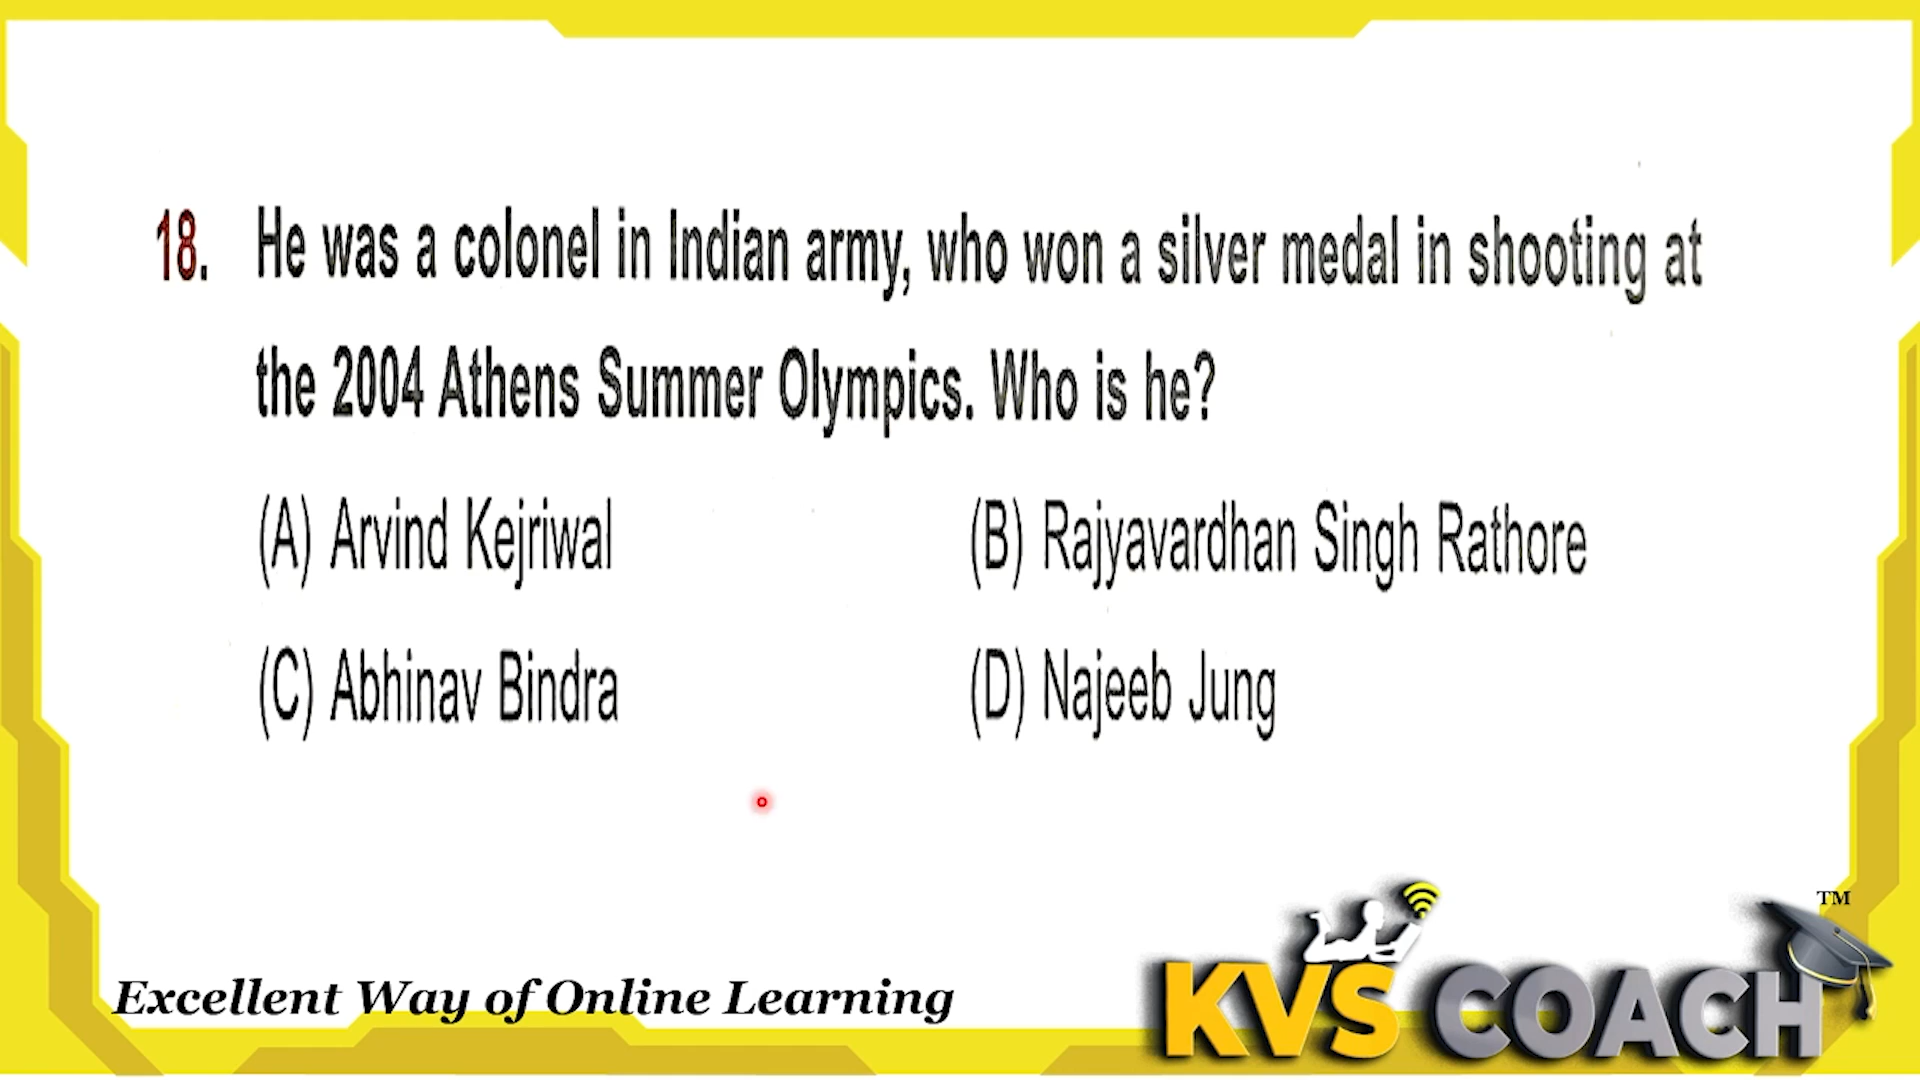 18. He was a colonel in Indian army, who won a silver medal in shooting at
the 2004 Athens Summer Olympics. Who is he?
(A) Arvind Kejriwal (B) Rajyavardhan Singh Rathore
(C) Abhinav Bindra (D) Najeeb Jung
Excellent Way of Online Learning
KVS COACH TM